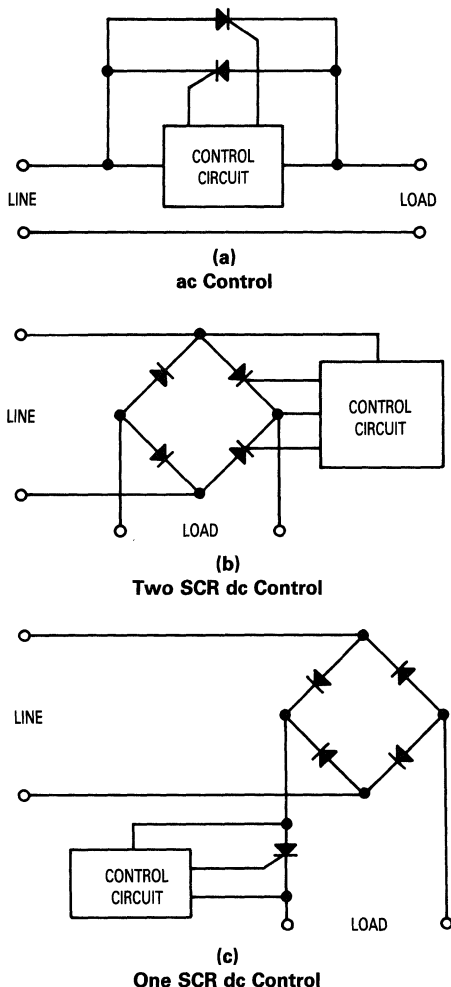 CONTROL
CIRCUIT
LINE
LOAD
(a)
ac Control
LINE
CONTROL
CIRCUIT
LOAD
(b)
Two SCR dc Control
LINE
CONTROL
CIRCUIT
LOAD
(c)
One SCR dc Control